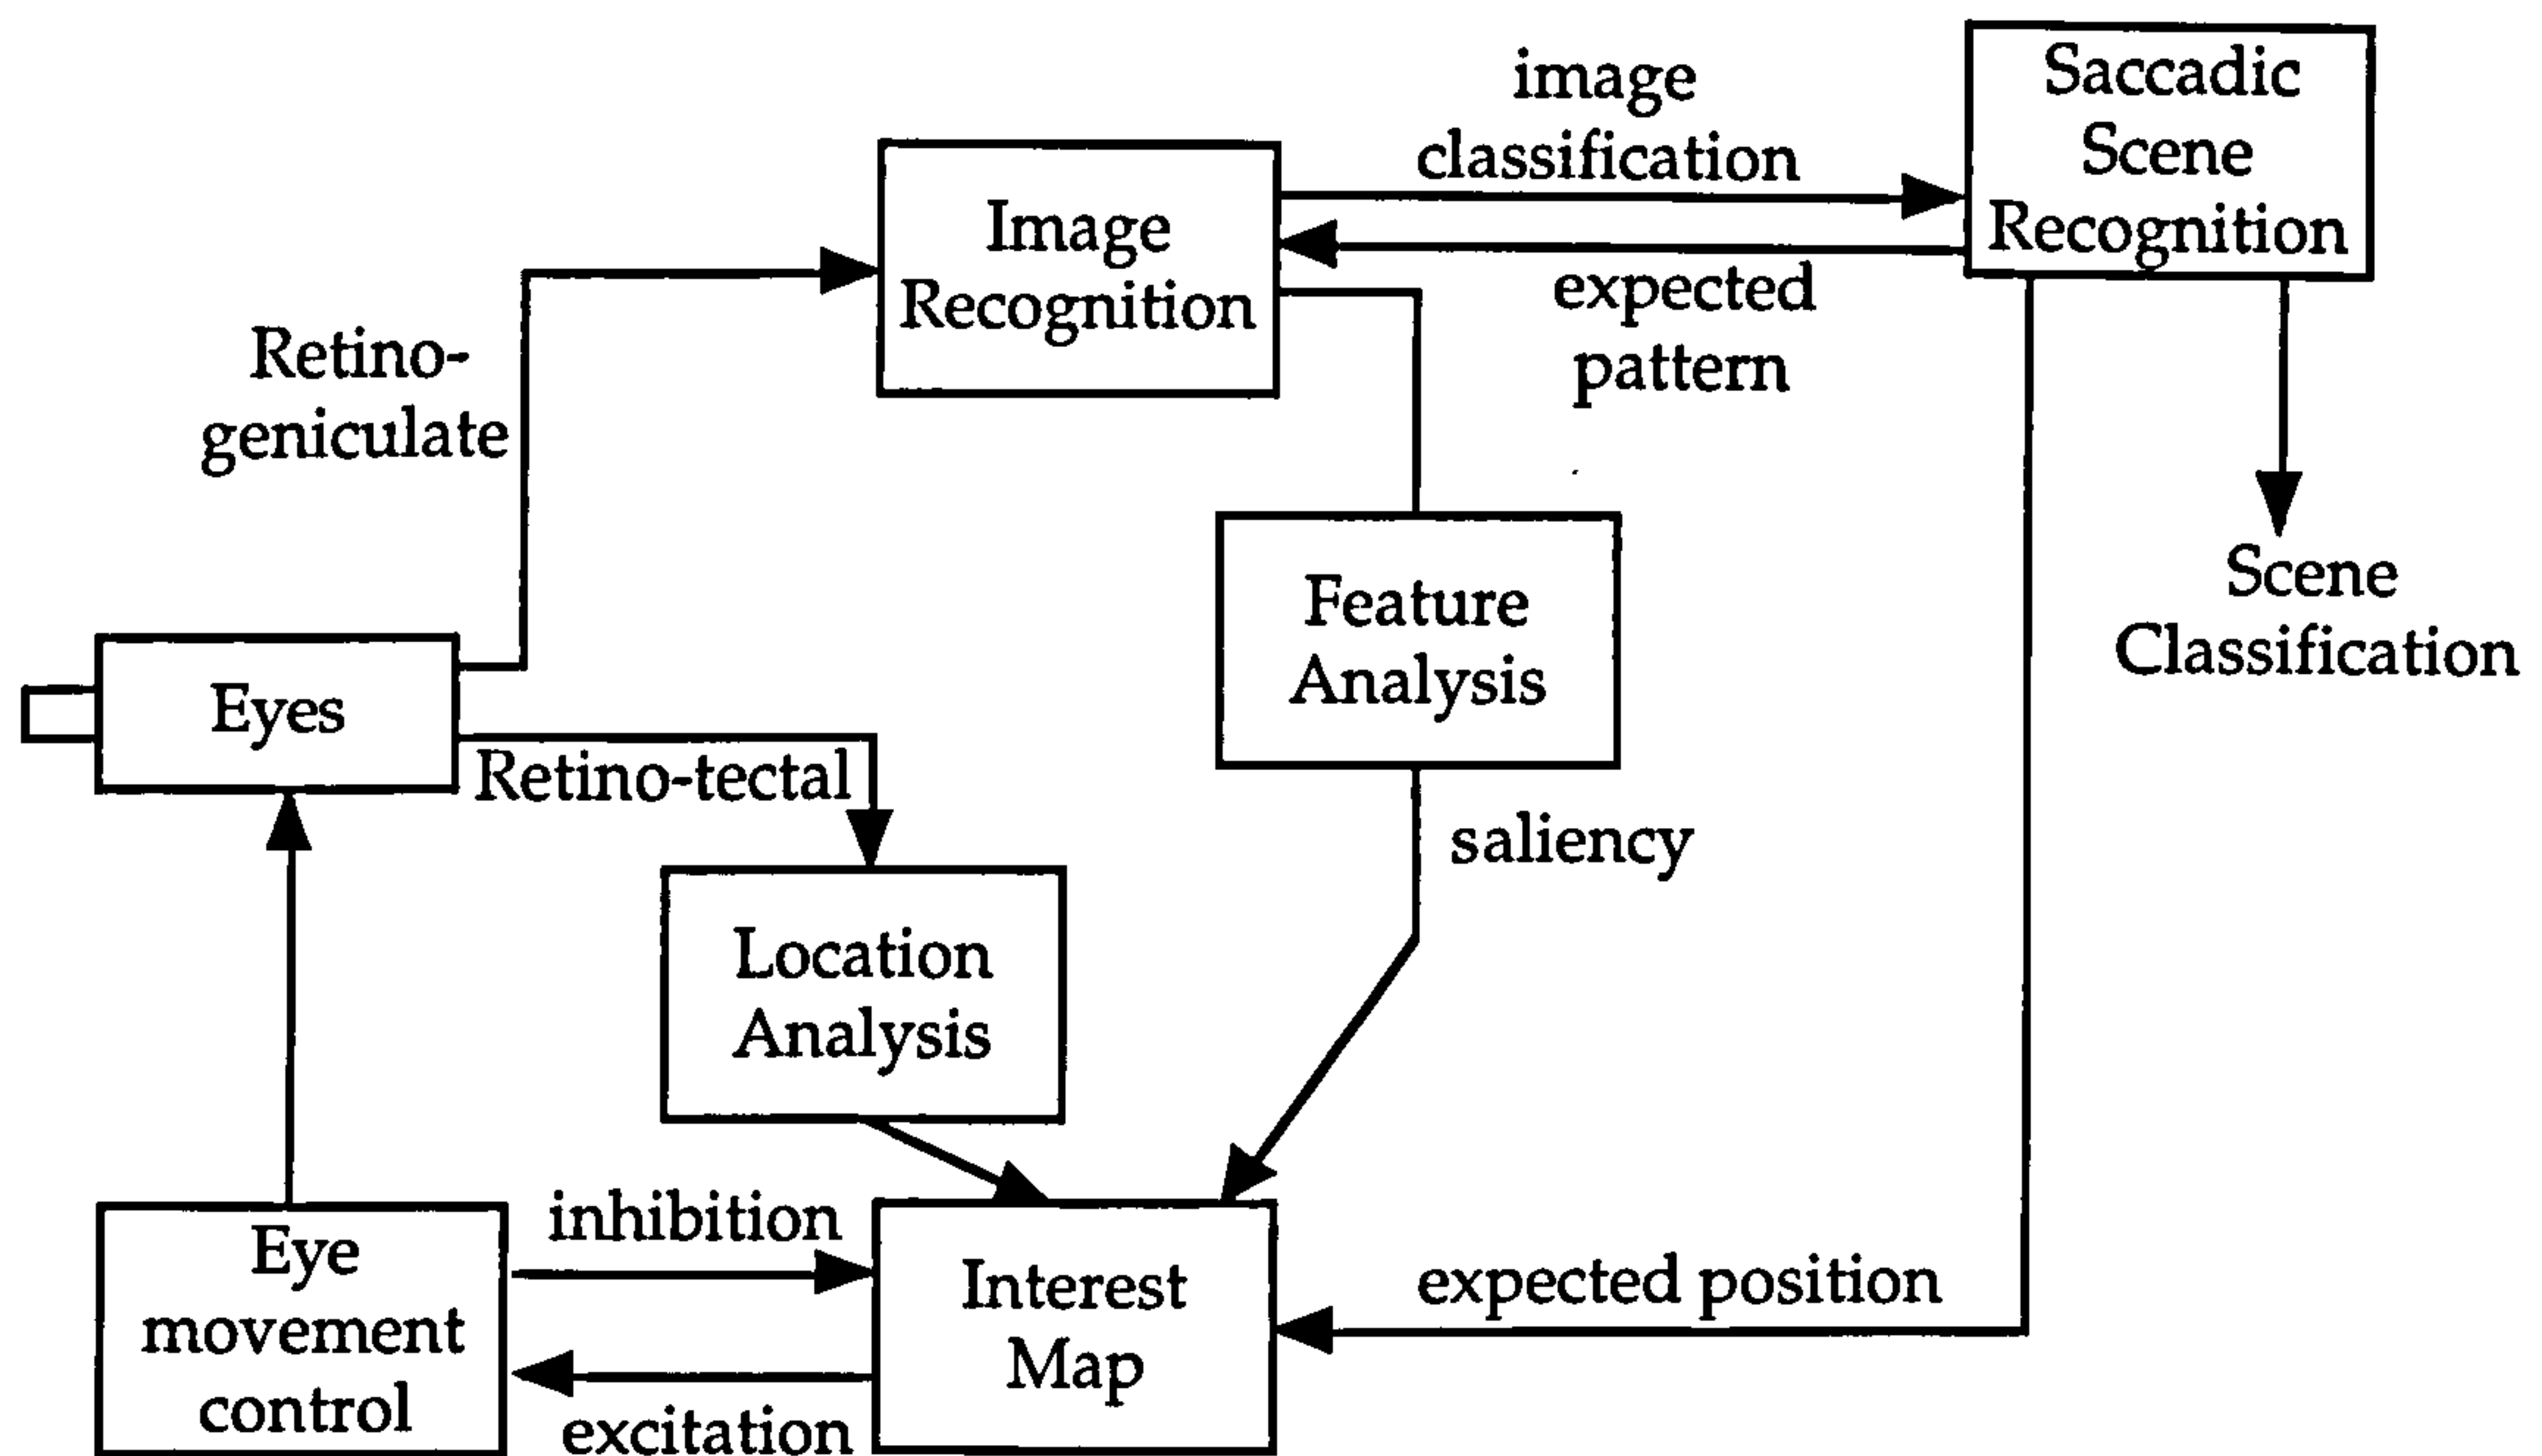 image
classification
Saccadic
Scene
Recognition
Image
Recognition
expected
pattern
Retino-
geniculate
Feature
Analysis
Scene
Classification
Eyes
Retino-tectal
saliency
Location
Analysis
inhibition
Eye
movement
control
Interest
Map
expected position
excitation